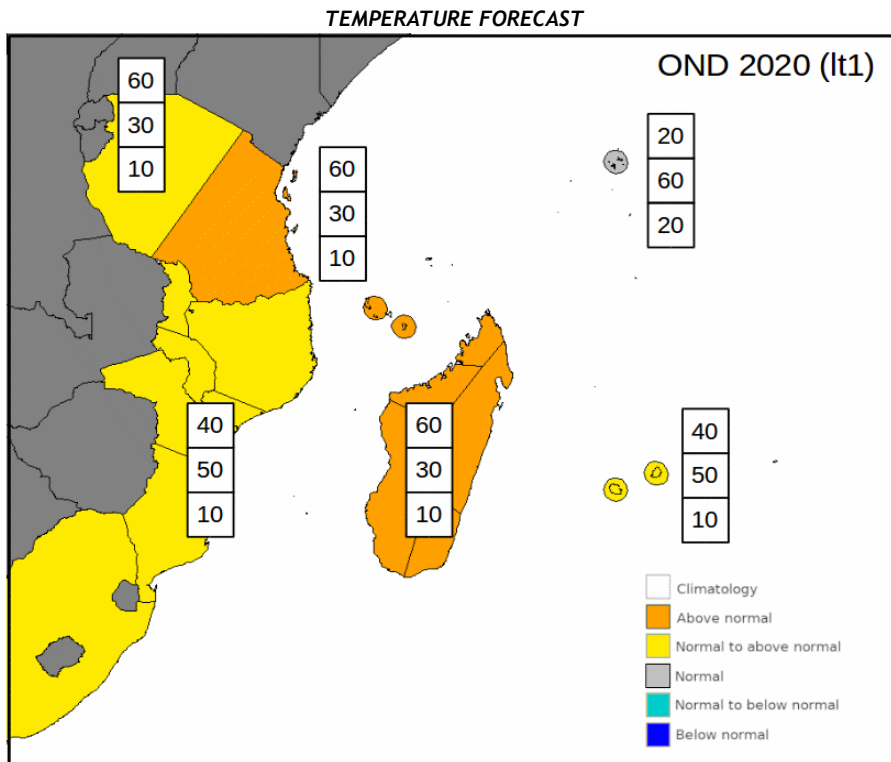 TEMPERATURE FORECAST
OND 2020 (lt1)
60
30
10
60
30
10
20
60
20
40
50
10
60
30
10
40
50
10
Climatology
Above normal
Normal to above normal
Normal
Normal to below normal
Below normal